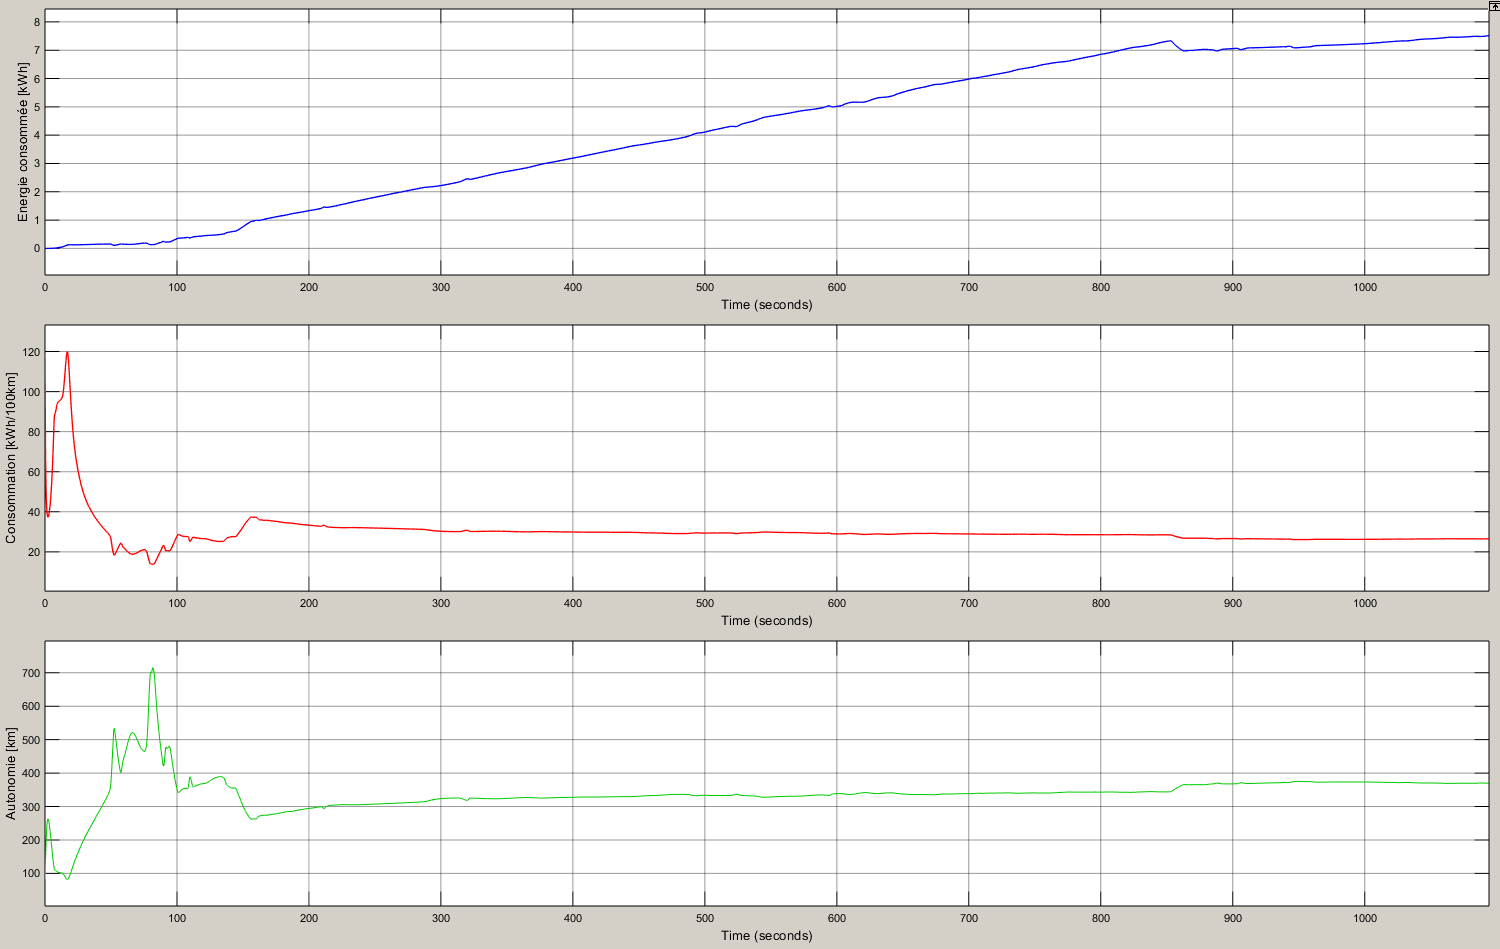 Energie consommée [kWh]
8
7
6
5
4
3
2
1
0
0 100 200 300 400 500 600 700 800 900 1000
Time (seconds)
Consommation [kWh/100km]
120
100
80
60
40
20
0 100 200 300 400 500 600 700 800 900 1000
Time (seconds)
Autonomie [km]
700
600
500
400
300
200
100
0 100 200 300 400 500 600 700 800 900 1000
Time (seconds)